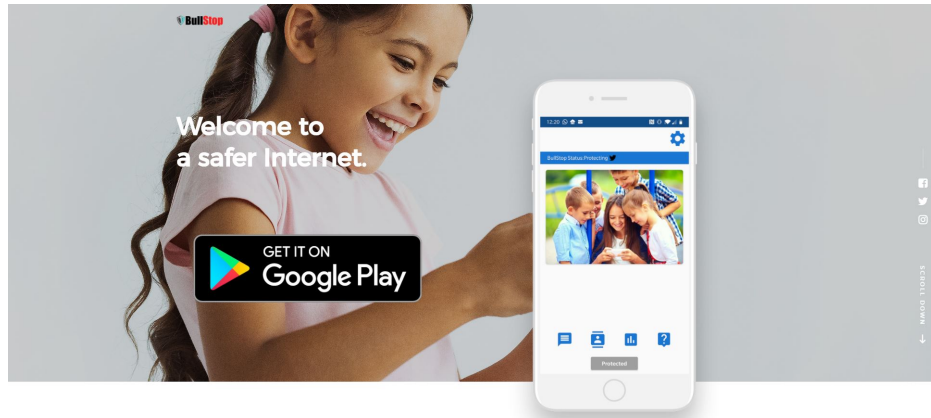 BullStop
Welcome to
a safer Internet.
GET IT ON
Google Play
12:20
BullStop Status: Protecting
Protected
SCROLL DOWN